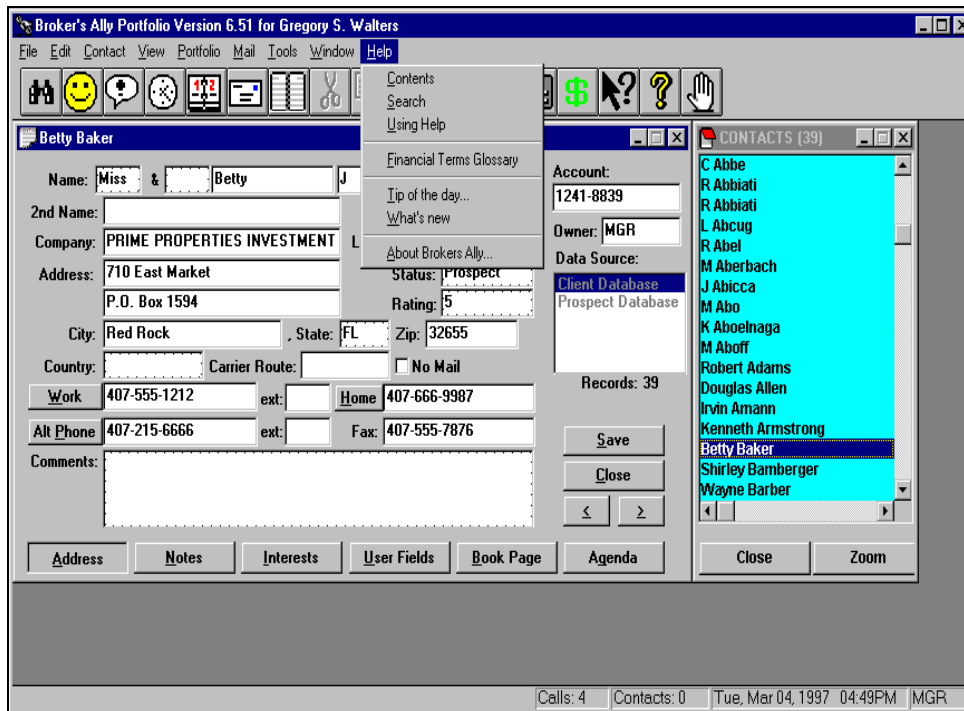 Broker's Ally Portfolio Version 6.51 for Gregory S. Walters
File Edit Contact View Portfolio Mail Tools Window Help
Contents
Search
Using Help
Financial Terms Glossary
Tip of the day...
What's new
About Brokers Ally...
Betty Baker
Name: Miss & Betty J
2nd Name:
Company: PRIME PROPERTIES INVESTMENT L
Address: 710 East Market
P.O. Box 1594
Status: Prospect
Rating: 5
City: Red Rock , State: FL Zip: 32655
Country: Carrier Route: No Mail
Work 407-555-1212 ext: Home 407-666-9987
Alt Phone 407-215-6666 ext: Fax: 407-555-7876
Comments:
Account:
1241-8839
Owner: MGR
Data Source:
Client Database
Prospect Database
Records: 39
Save
Close
< >
Address Notes Interests User Fields Book Page Agenda
CONTACTS (39)
C Abbe
R Abbiati
R Abbiati
L Abcug
R Abel
M Aberbach
J Abicca
M Abo
K Aboelnaga
M Aboff
Robert Adams
Douglas Allen
Irvin Amann
Kenneth Armstrong
Betty Baker
Shirley Bamberger
Wayne Barber
Close Zoom
Calls: 4 Contacts: 0 Tue, Mar 04, 1997 04:49PM MGR